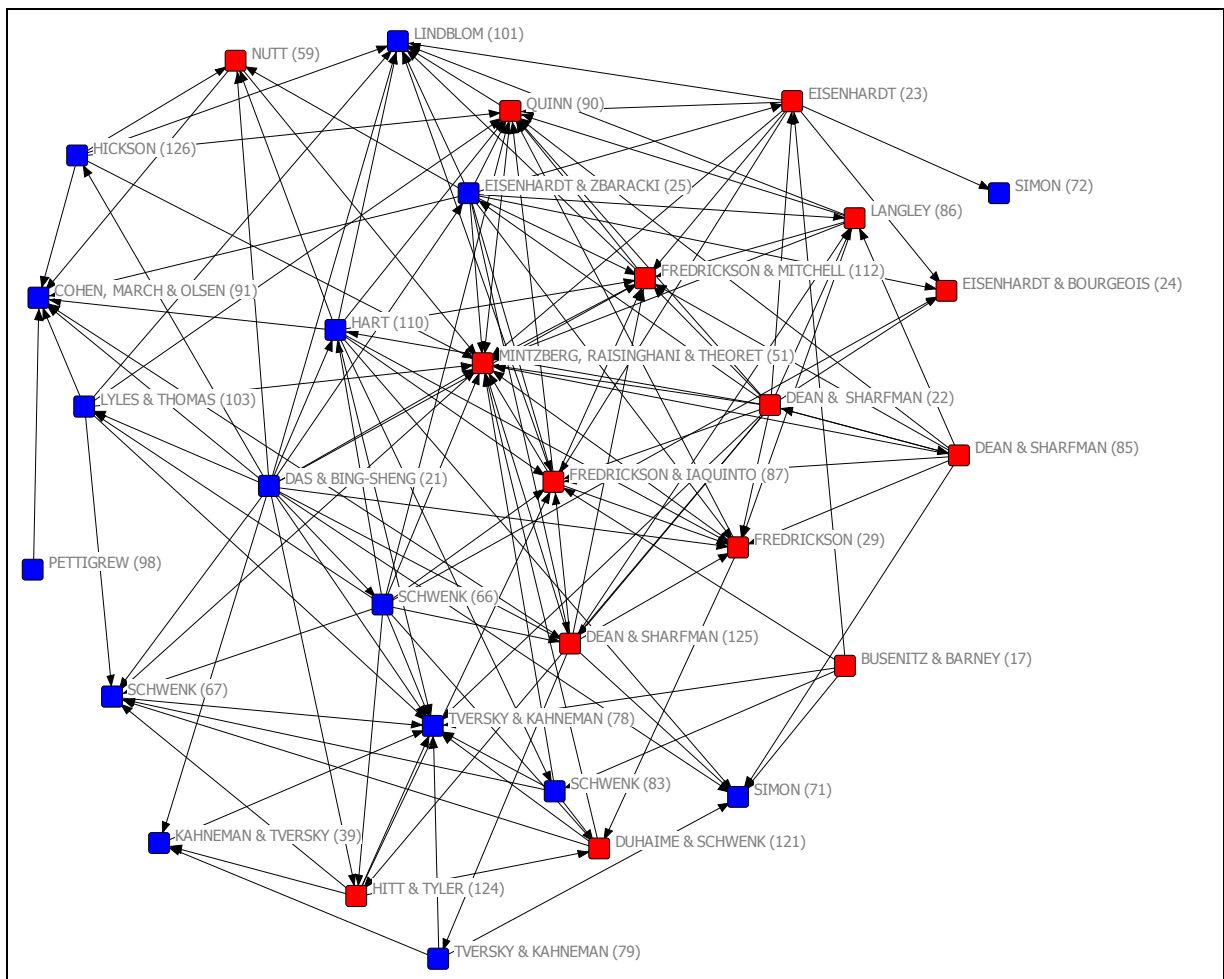 LINDBLOM (101)
NUTT (59)
EISENHARDT (23)
QUINN (90)
HICKSON (126)
EISENHARDT & ZBARACKI (25)
SIMON (72)
LANGLEY (86)
FREDRICKSON & MITCHELL (112)
EISENHARDT & BOURGEOIS (24)
COHEN, MARCH & OLSEN (91)
HART (110)
MINTZBERG, RAISINGHANI & THEORET (51)
DEAN & SHARFMAN (22)
LYLES & THOMAS (103)
DEAN & SHARFMAN (85)
DAS & BING-SHENG (21)
FREDRICKSON & IAQUINTO (87)
FREDRICKSON (29)
PETTIGREW (98)
SCHWENK (66)
DEAN & SHARFMAN (125)
BUSENITZ & BARNEY (17)
SCHWENK (67)
TVERSKY & KAHNEMAN (78)
SCHWENK (83)
SIMON (71)
KAHNEMAN & TVERSKY (39)
DUHAIME & SCHWENK (121)
HITT & TYLER (124)
TVERSKY & KAHNEMAN (79)